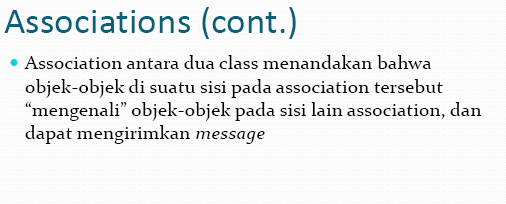 Associations (cont.)
• Association antara dua class menandakan bahwa
objek-objek di suatu sisi pada association tersebut
“mengenali” objek-objek pada sisi lain association, dan
dapat mengirimkan message